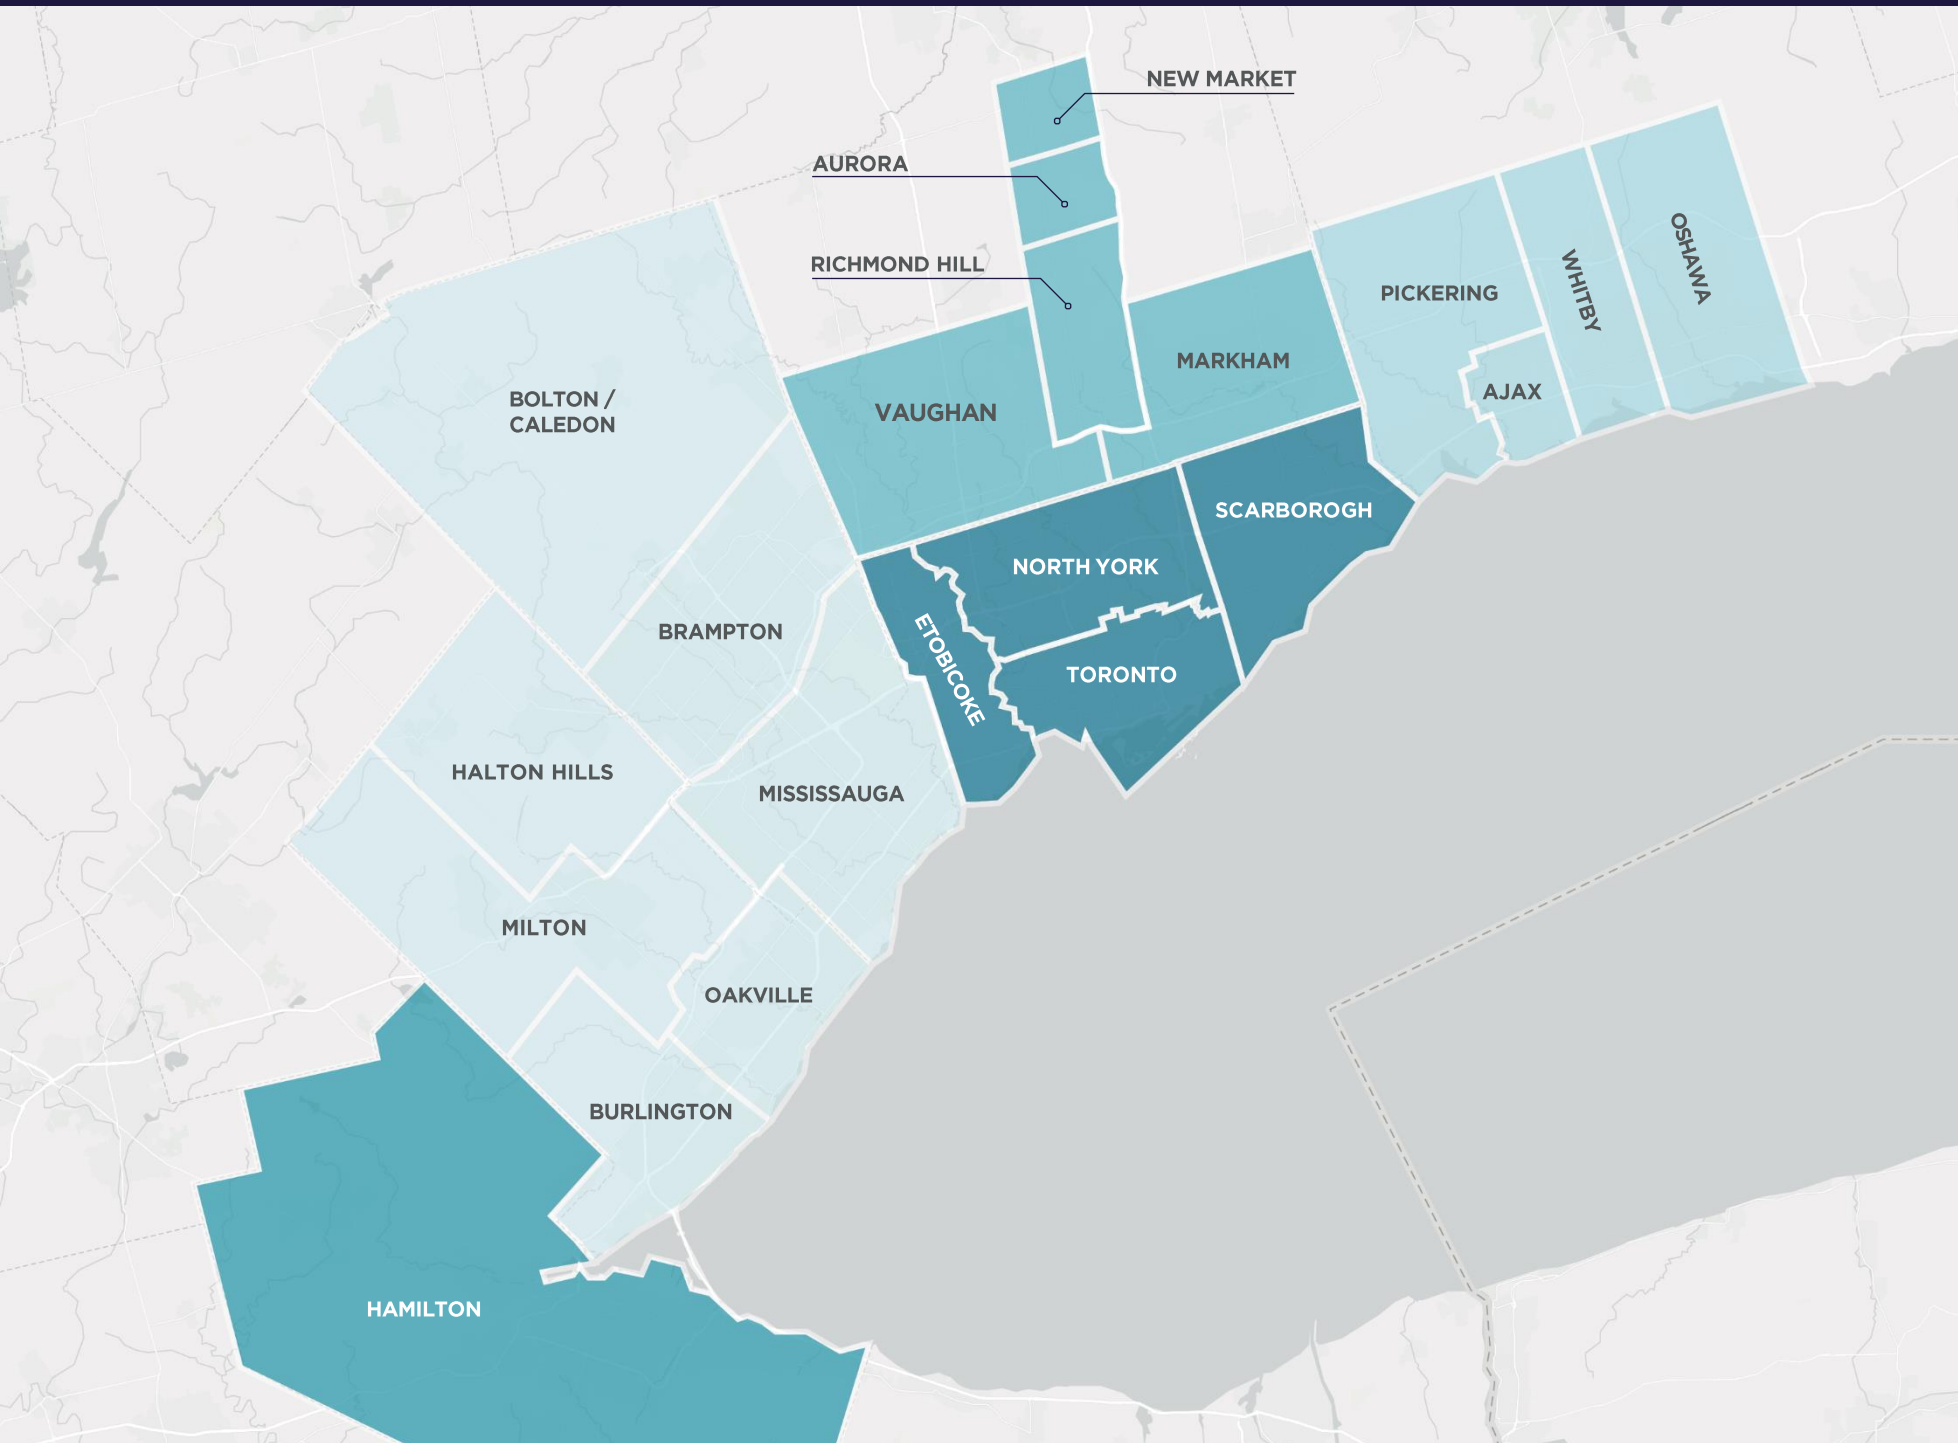 NEW MARKET
AURORA
RICHMOND HILL
OSHAWA
WHITBY
PICKERING
MARKHAM
AJAX
BOLTON /
CALEDON
VAUGHAN
SCARBOROGH
NORTH YORK
ETOBICOKE
BRAMPTON
TORONTO
HALTON HILLS
MISSISSAUGA
MILTON
OAKVILLE
BURLINGTON
HAMILTON